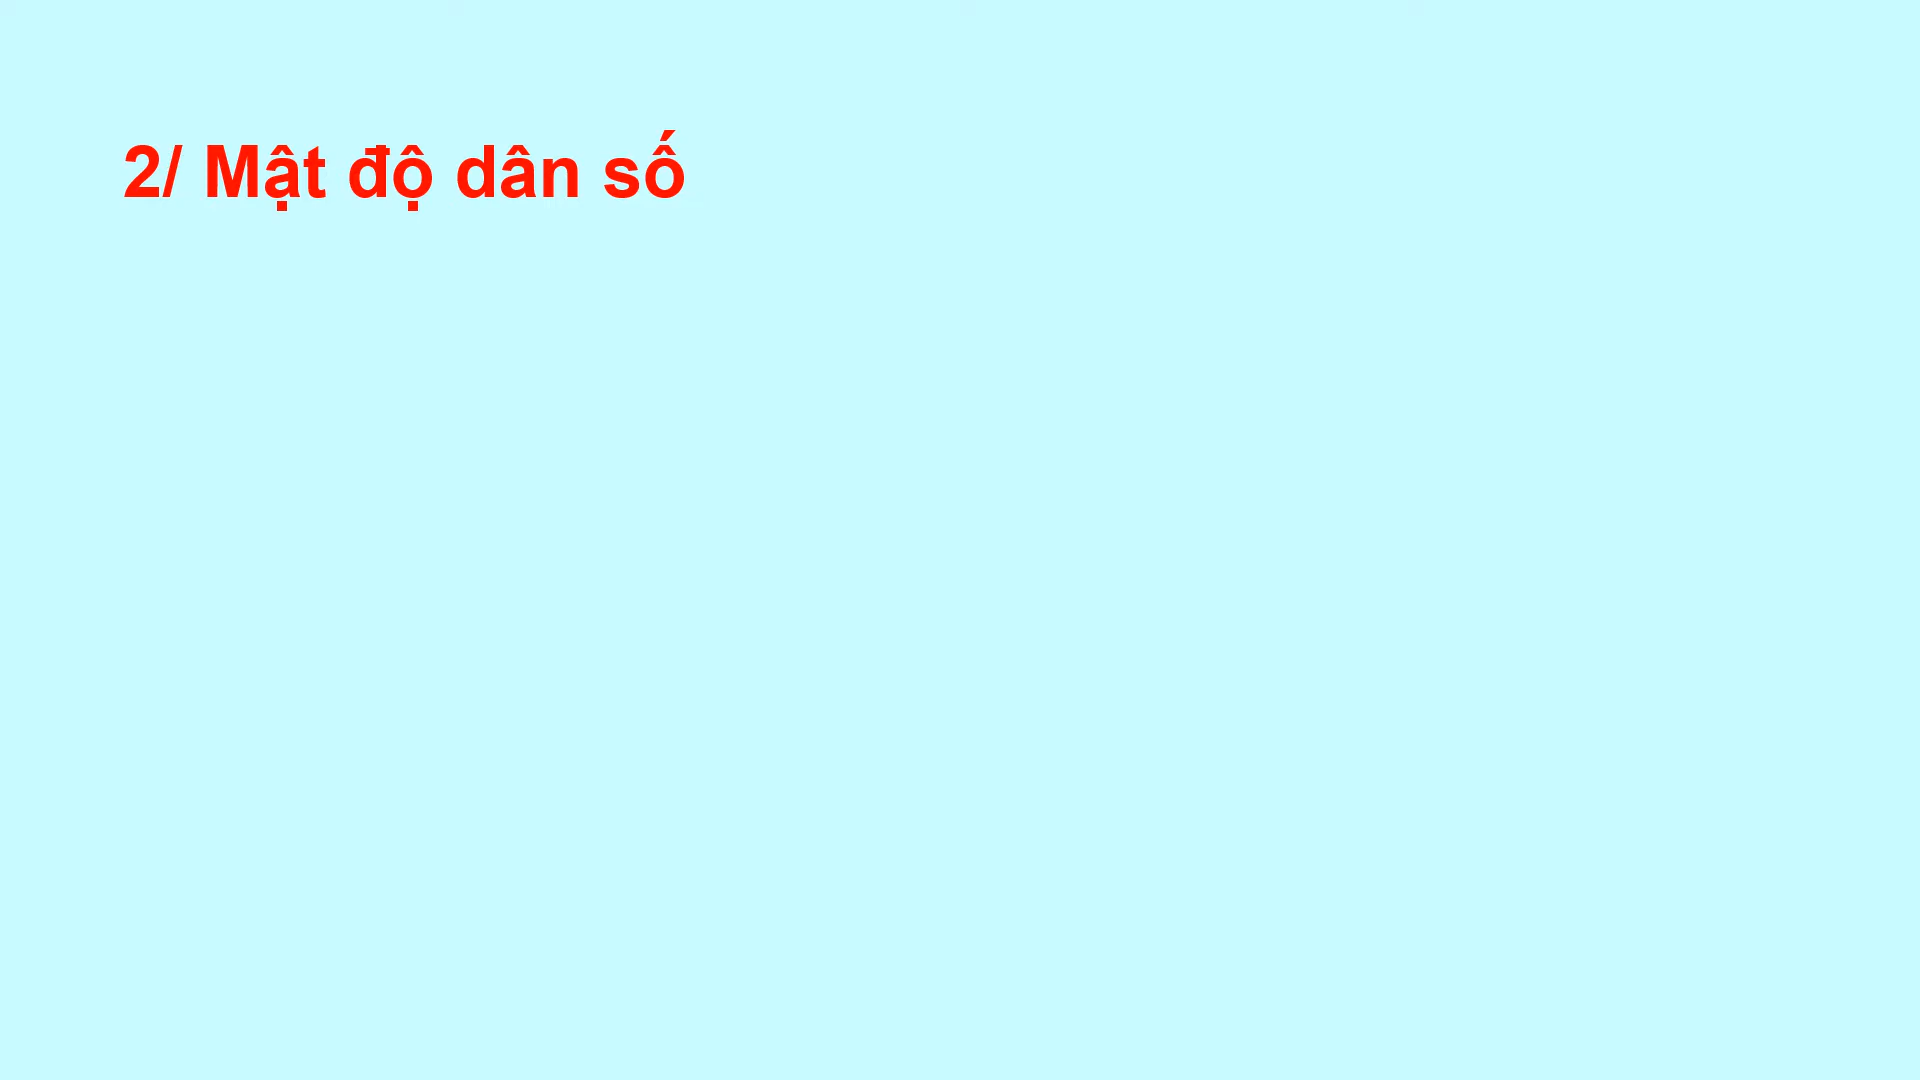 2/ Mật độ dân số